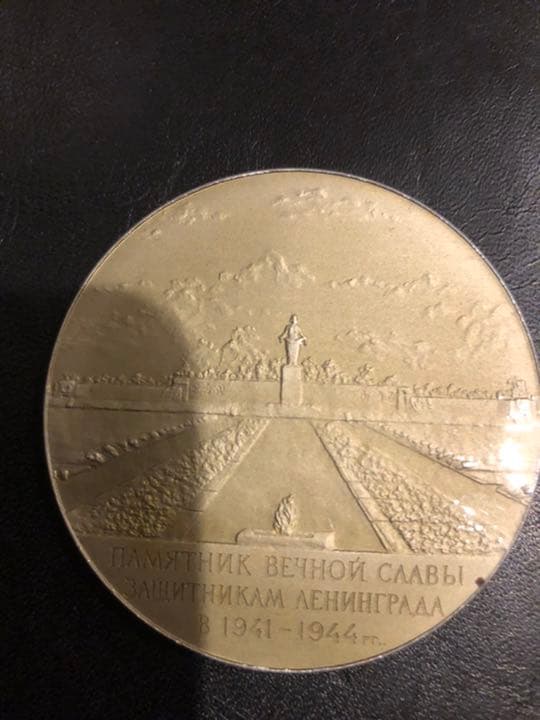 ПАМЯТНИК ВЕЧНОЙ СЛАВЫ
ЗАЩИТНИКАМ ЛЕНИНГРАДА
В 1941-1944 гг.